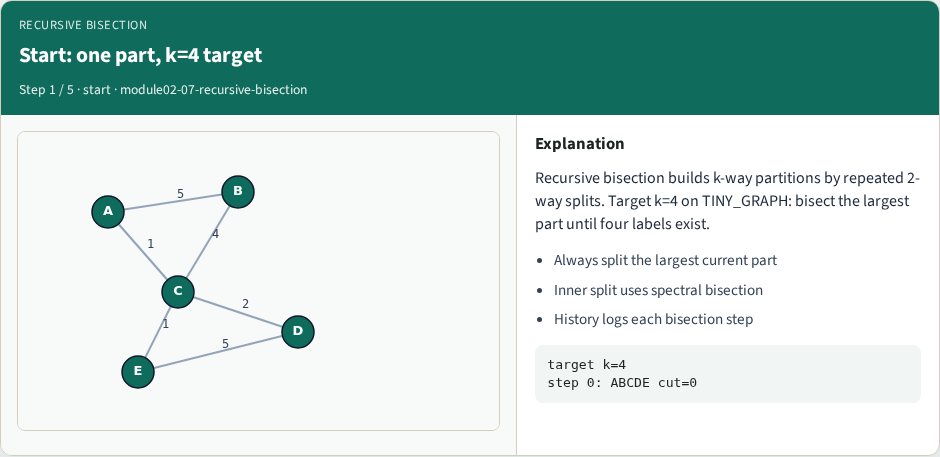 RECURSIVE BISECTION
Start: one part, k=4 target
Step 1 / 5 · start · module02-07-recursive-bisection
A
B
C
D
E
5
1
4
2
1
5
Explanation
Recursive bisection builds k-way partitions by repeated 2-
way splits. Target k=4 on TINY_GRAPH: bisect the largest
part until four labels exist.
• Always split the largest current part
• Inner split uses spectral bisection
• History logs each bisection step
target k=4
step 0: ABCDE cut=0